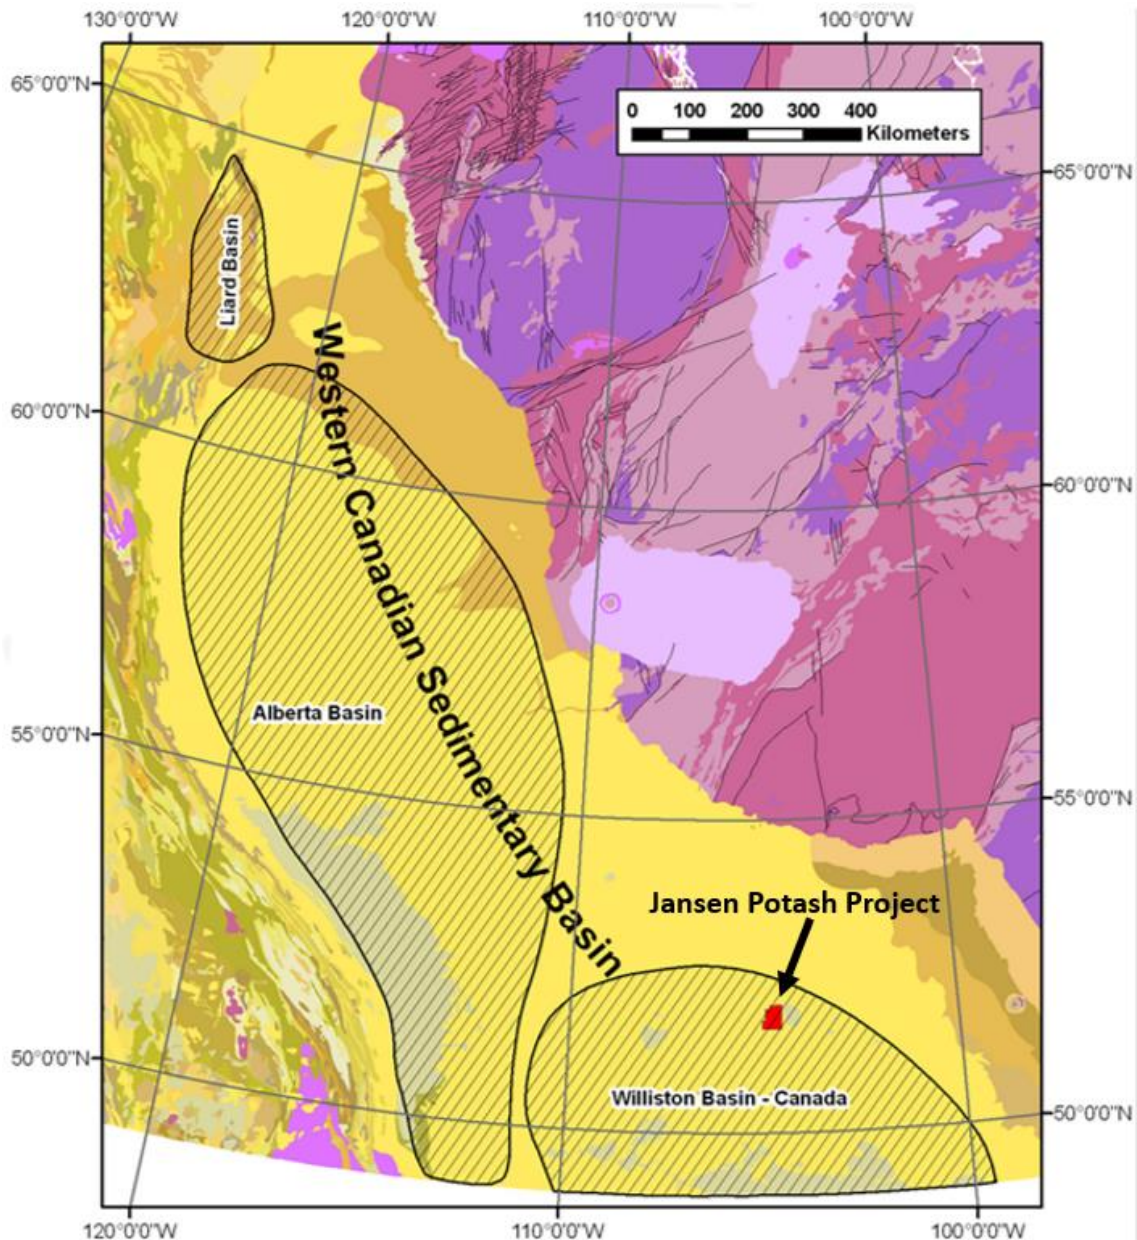 130°0'0"W 120°0'0"W 110°0'0"W 100°0'0"W
65°0'0"N
0 100 200 300 400
Kilometers
65°0'0"N
Liard Basin
Western Canadian Sedimentary Basin
60°0'0"N
60°0'0"N
Alberta Basin
55°0'0"N
55°0'0"N
Jansen Potash Project
50°0'0"N
Williston Basin - Canada
50°0'0"N
120°0'0"W 110°0'0"W 100°0'0"W